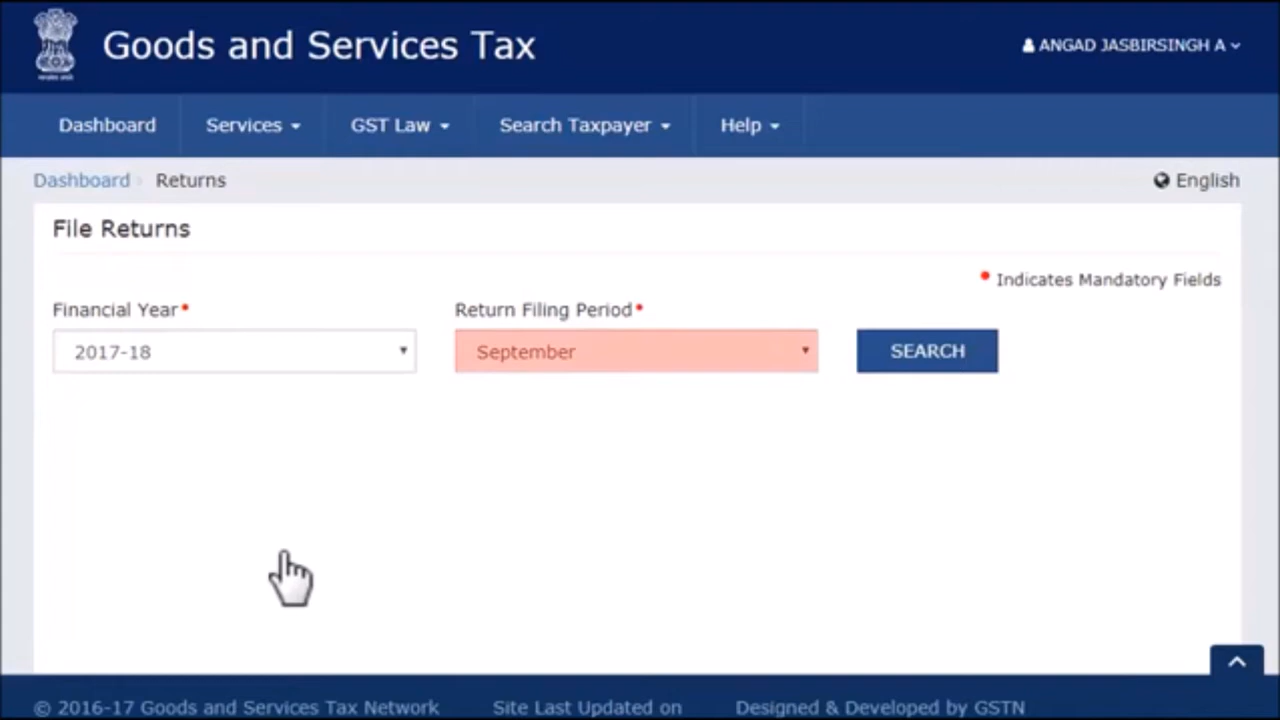 Goods and Services Tax
ANGAD JASBIRSINGH A
Dashboard Services GST Law Search Taxpayer Help
Dashboard Returns English
File Returns
• Indicates Mandatory Fields
Financial Year• Return Filing Period•
2017-18 September SEARCH
© 2016-17 Goods and Services Tax Network Site Last Updated on Designed & Developed by GSTN